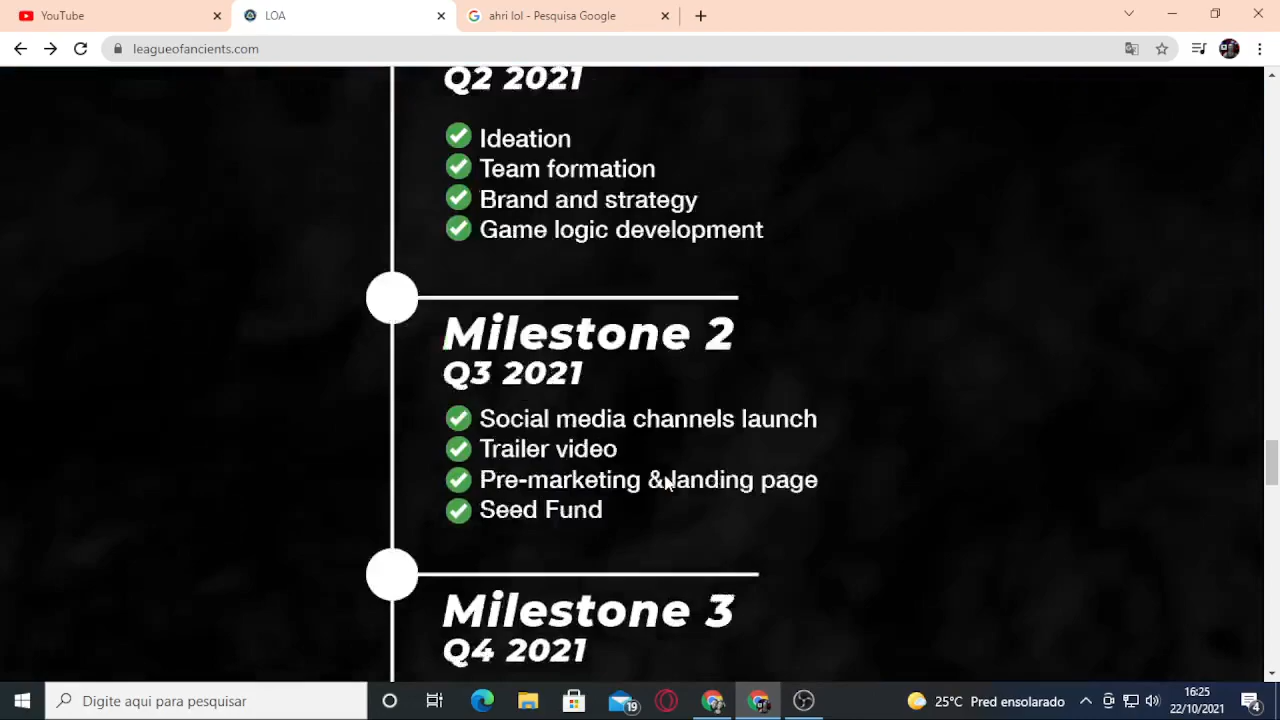 YouTube
LOA
ahri lol - Pesquisa Google
leagueofancients.com
Q2 2021
Ideation
Team formation
Brand and strategy
Game logic development
Milestone 2
Q3 2021
Social media channels launch
Trailer video
Pre-marketing & landing page
Seed Fund
Milestone 3
Q4 2021
Digite aqui para pesquisar
19
25°C Pred ensolarado
16:25
22/10/2021
4